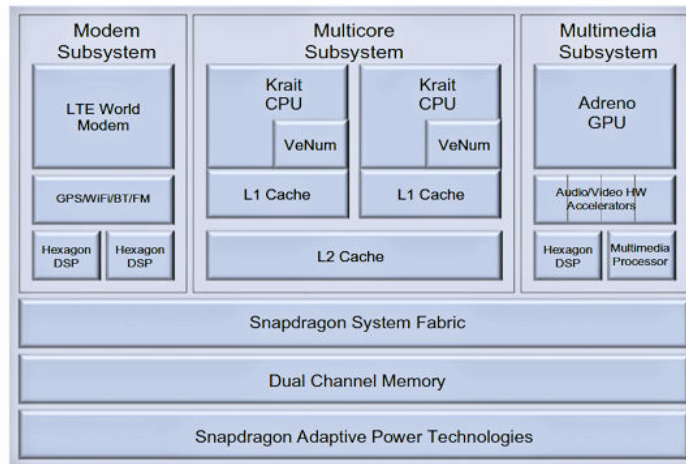 Modem
Subsystem
LTE World
Modem
GPS/WiFi/BT/FM
Hexagon
DSP
Hexagon
DSP
Multicore
Subsystem
Krait
CPU
VeNum
L1 Cache
Krait
CPU
VeNum
L1 Cache
L2 Cache
Multimedia
Subsystem
Adreno
GPU
Audio/Video HW
Accelerators
Hexagon
DSP
Multimedia
Processor
Snapdragon System Fabric
Dual Channel Memory
Snapdragon Adaptive Power Technologies